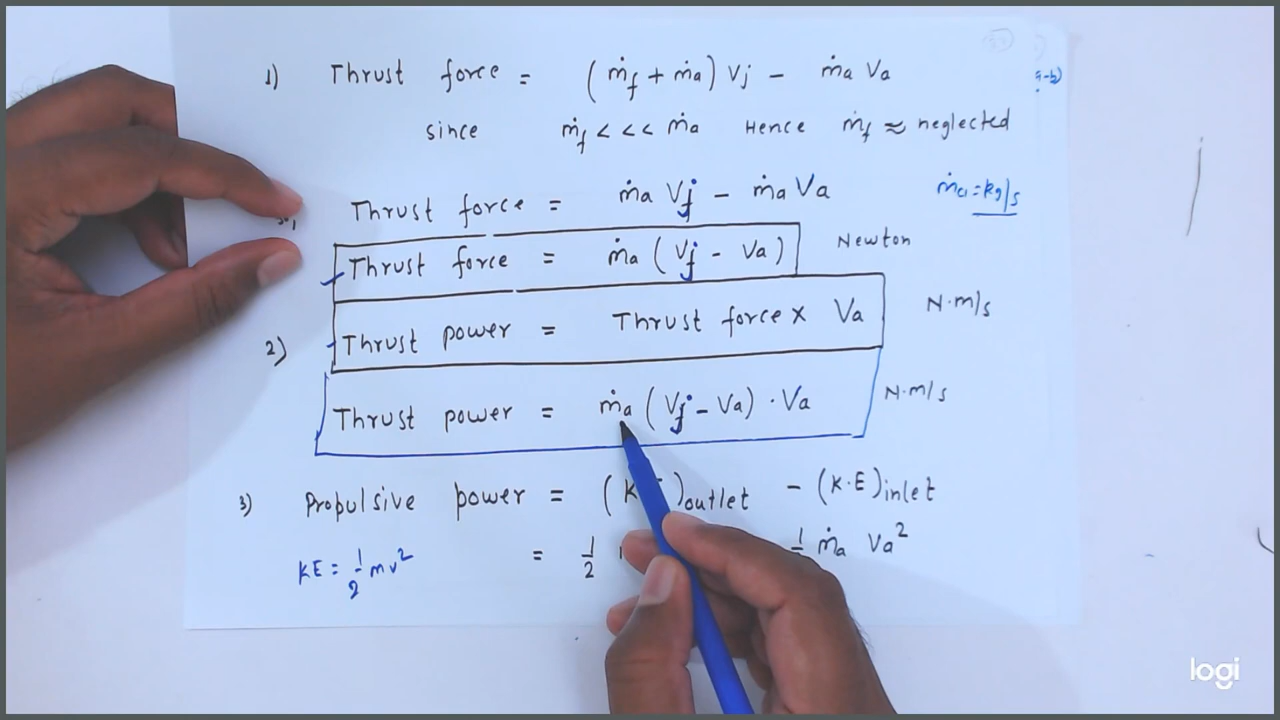 1) Thrust force = (ṁf + ṁa) Vj - ṁa Va
since ṁf <<< ṁa Hence ṁf ≈ neglected
Thrust force = ṁa Vj - ṁa Va
ṁa = kg/s
Thrust force = ṁa (Vj - Va) Newton
2) Thrust power = Thrust force x Va N.m/s
Thrust power = ṁa (Vj - Va) . Va N.m/s
3) Propulsive power = (K )outlet - (K.E)inlet
KE = 1/2 mv² = 1/2 1/2 ṁa Va²
logi